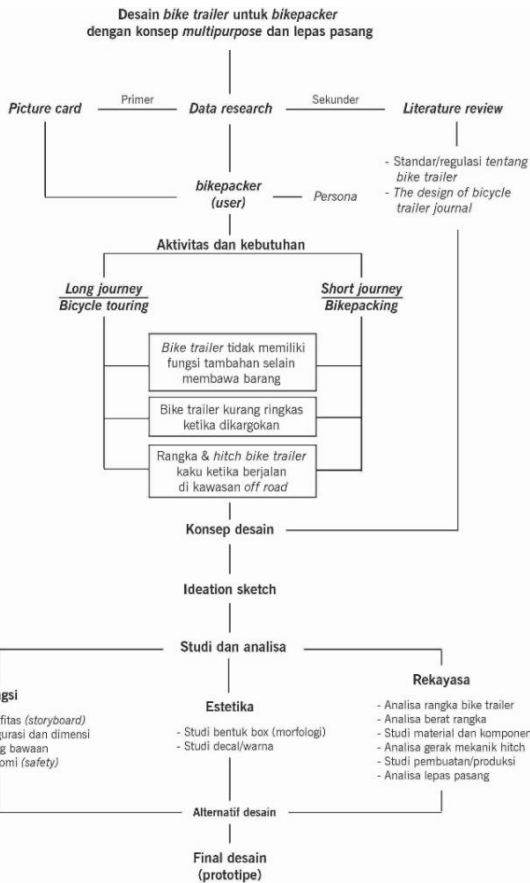 Desain bike trailer untuk bikepacker
dengan konsep multipurpose dan lepas pasang
Picture card
Primer
Data research
Sekunder
Literature review
- Standar/regulasi tentang
bike trailer
- The design of bicycle
trailer journal
bikepacker
(user)
Persona
Aktivitas dan kebutuhan
Long journey
Bicycle touring
Short journey
Bikepacking
Bike trailer tidak memiliki
fungsi tambahan selain
membawa barang
Bike trailer kurang ringkas
ketika dikargokan
Rangka & hitch bike trailer
kaku ketika berjalan
di kawasan off road
Konsep desain
Ideation sketch
Studi dan analisa
(storyboard)
dan dimensi
bawaan
(safety)
Estetika
- Studi bentuk box (morfologi)
- Studi decal/warna
Rekayasa
- Analisa rangka bike trailer
- Analisa berat rangka
- Studi material dan komponen
- Analisa gerak mekanik hitch
- Studi pembuatan/produksi
- Analisa lepas pasang
Alternatif desain
Final desain
(prototipe)